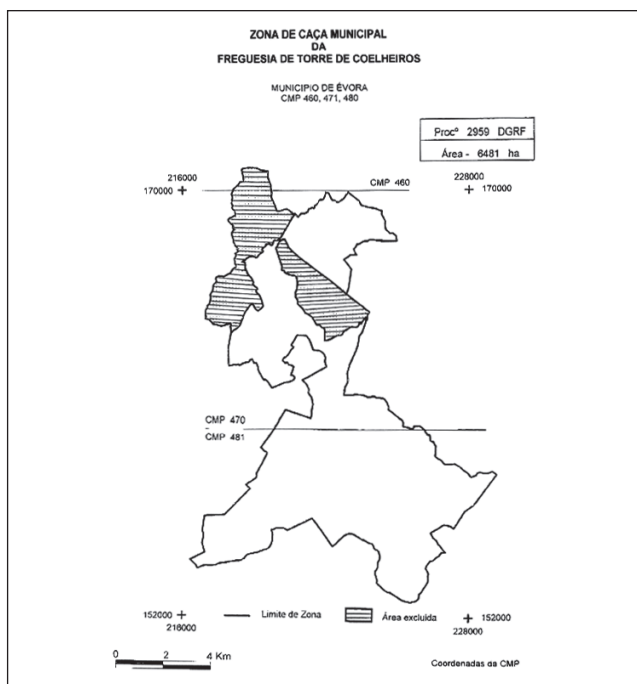 ZONA DE CAÇA MUNICIPAL
DA
FREGUESIA DE TORRE DE COELHEIROS
MUNICIPIO DE ÉVORA
CMP 460, 471, 480
Procº 2959 DGRF
Área - 6481 ha
216000
170000
CMP 460
228000
170000
CMP 470
CMP 481
152000
216000
Limite de Zona
Área excluída
152000
228000
0 2 4 Km
Coordenadas da CMP